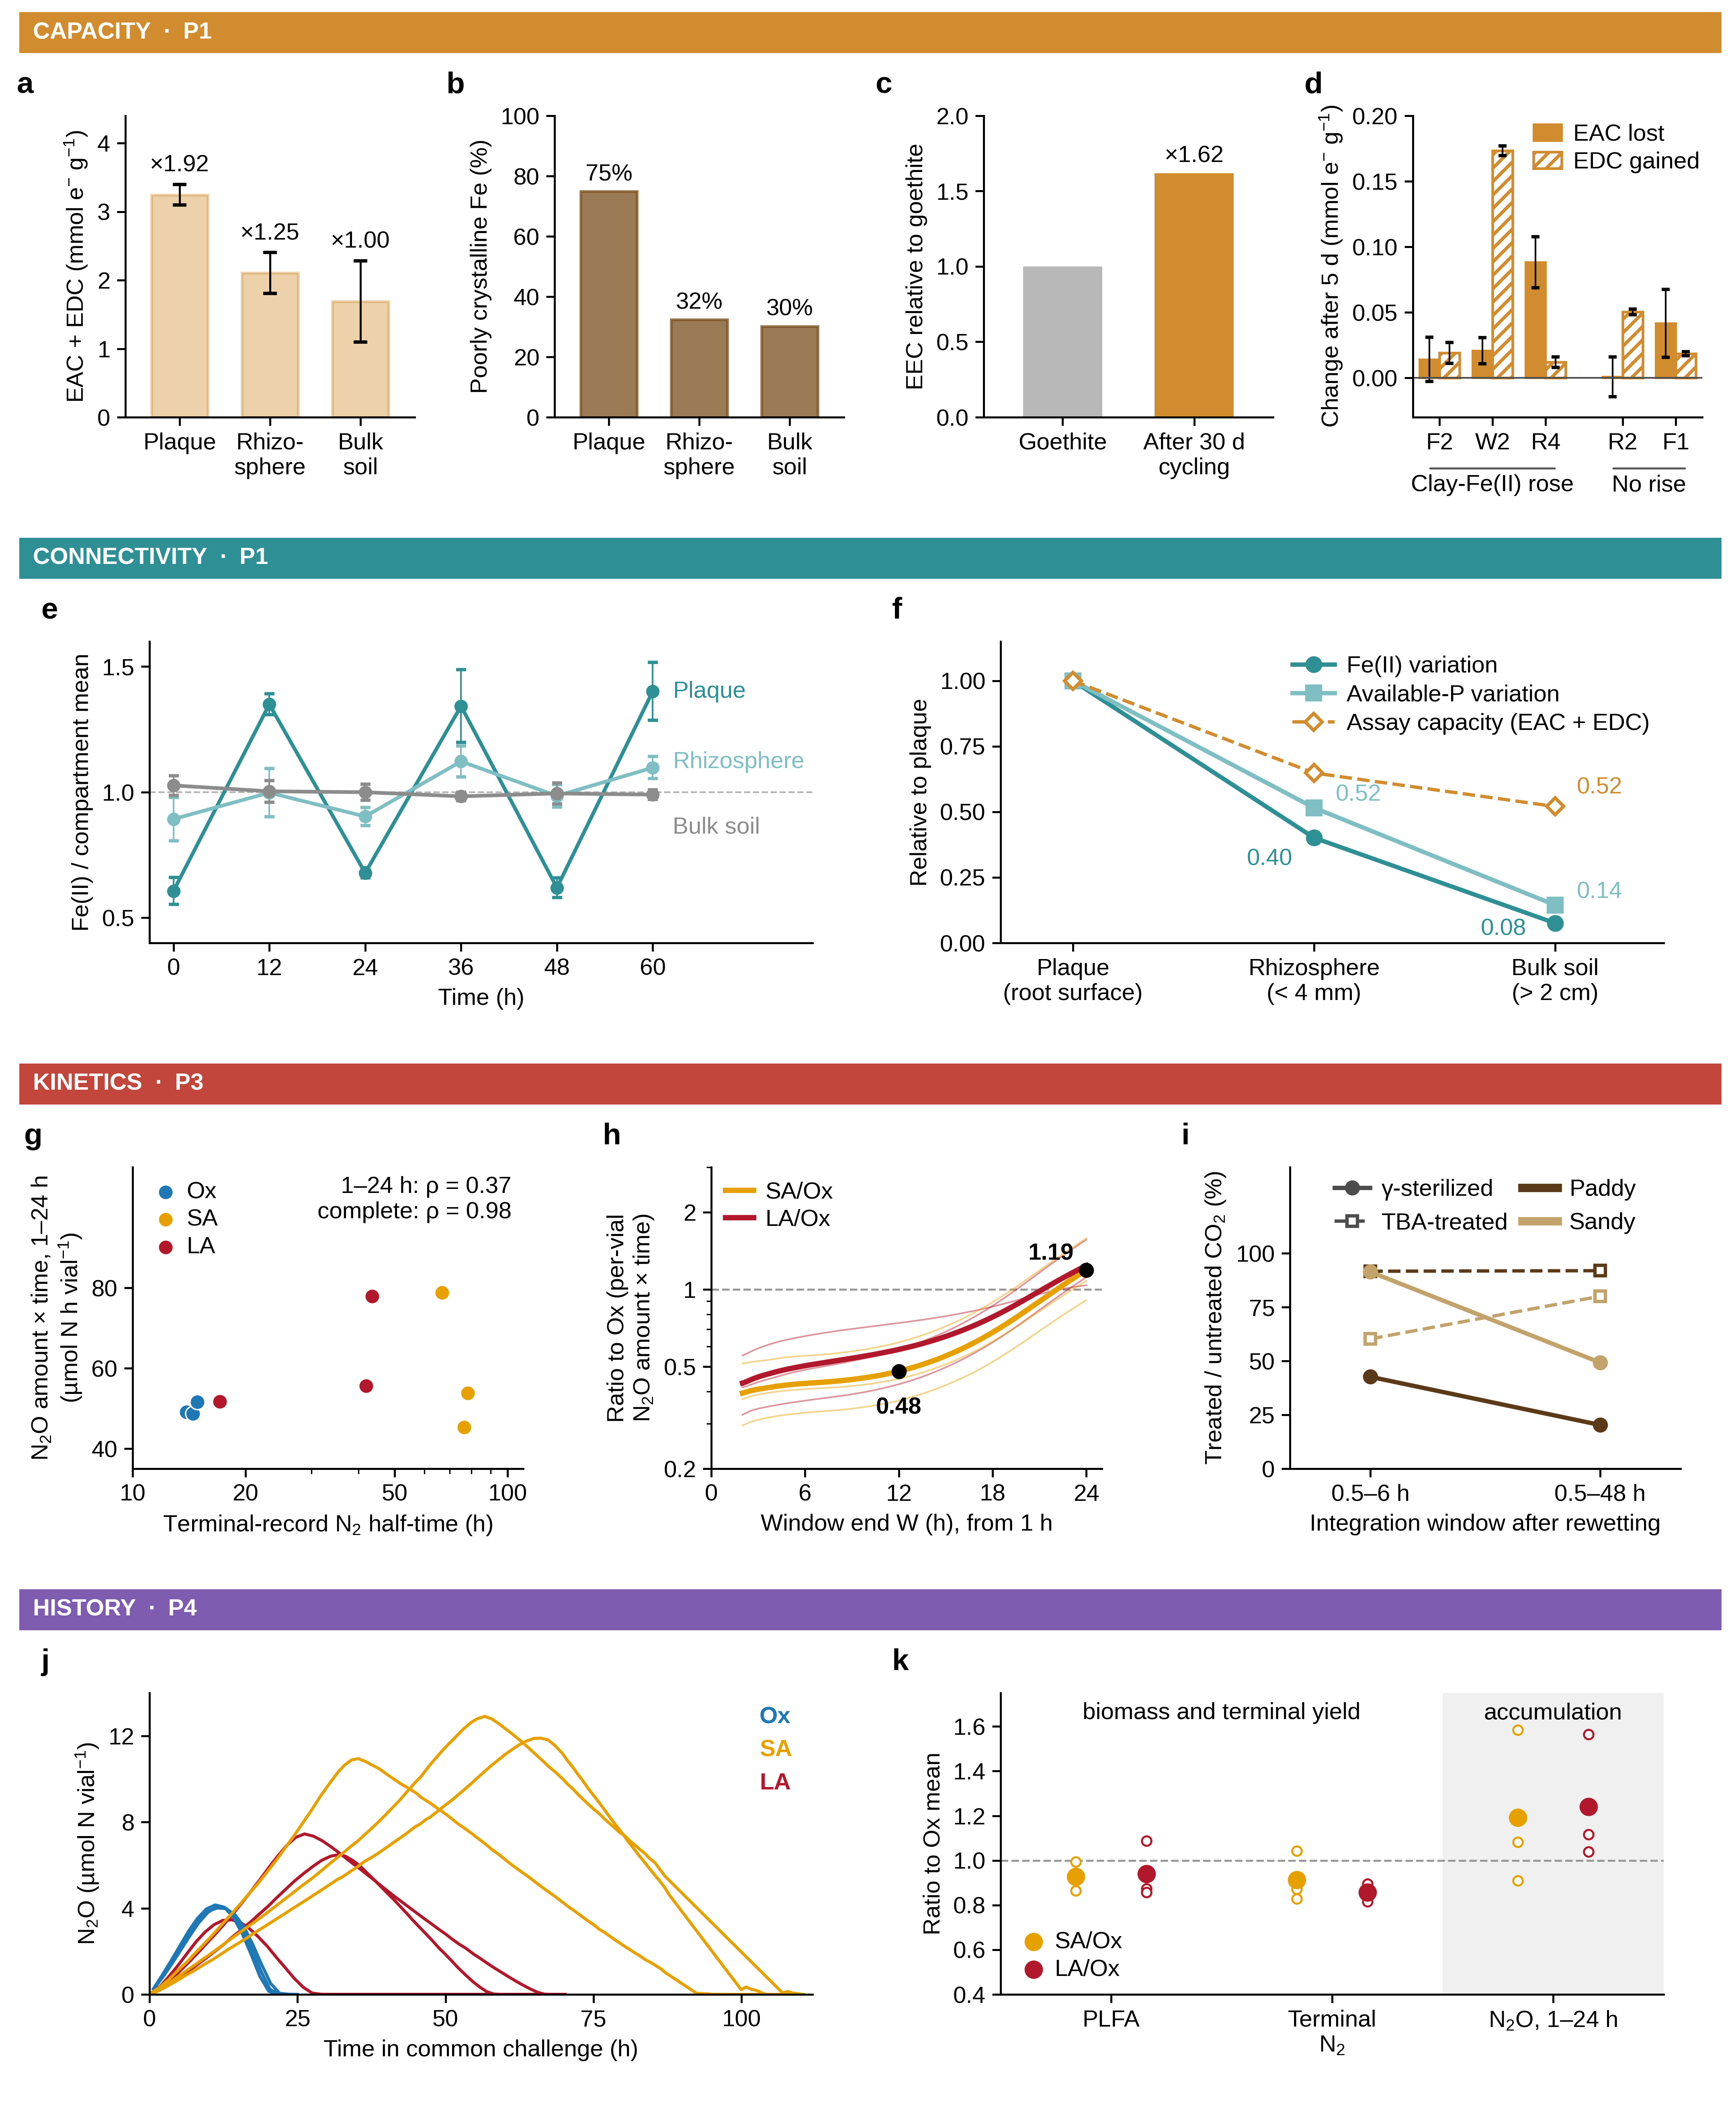 CAPACITY · P1
a
EAC + EDC (mmol e⁻ g⁻¹)
4
3
2
1
0
×1.92
×1.25
×1.00
Plaque
Rhizo-
sphere
Bulk
soil
b
Poorly crystalline Fe (%)
100
80
60
40
20
0
75%
32%
30%
Plaque
Rhizo-
sphere
Bulk
soil
c
EEC relative to goethite
2.0
1.5
1.0
0.5
0.0
×1.62
Goethite
After 30 d
cycling
d
Change after 5 d (mmol e⁻ g⁻¹)
0.20
0.15
0.10
0.05
0.00
EAC lost
EDC gained
F2
W2
R4
R2
F1
Clay-Fe(II) rose
No rise
CONNECTIVITY · P1
e
Fe(II) / compartment mean
1.5
1.0
0.5
Plaque
Rhizosphere
Bulk soil
0
12
24
36
48
60
Time (h)
f
Relative to plaque
1.00
0.75
0.50
0.25
0.00
Fe(II) variation
Available-P variation
Assay capacity (EAC + EDC)
0.52
0.52
0.40
0.14
0.08
Plaque
(root surface)
Rhizosphere
(< 4 mm)
Bulk soil
(> 2 cm)
KINETICS · P3
g
N₂O amount × time, 1–24 h
(µmol N h vial⁻¹)
80
60
40
Ox
SA
LA
1–24 h: ρ = 0.37
complete: ρ = 0.98
10
20
50
100
Terminal-record N₂ half-time (h)
h
Ratio to Ox (per-vial
N₂O amount × time)
2
1
0.5
0.2
SA/Ox
LA/Ox
1.19
0.48
0
6
12
18
24
Window end W (h), from 1 h
i
Treated / untreated CO₂ (%)
100
75
50
25
0
γ-sterilized
TBA-treated
Paddy
Sandy
0.5–6 h
0.5–48 h
Integration window after rewetting
HISTORY · P4
j
N₂O (µmol N vial⁻¹)
12
8
4
0
Ox
SA
LA
0
25
50
75
100
Time in common challenge (h)
k
Ratio to Ox mean
1.6
1.4
1.2
1.0
0.8
0.6
0.4
biomass and terminal yield
accumulation
SA/Ox
LA/Ox
PLFA
Terminal
N₂
N₂O, 1–24 h